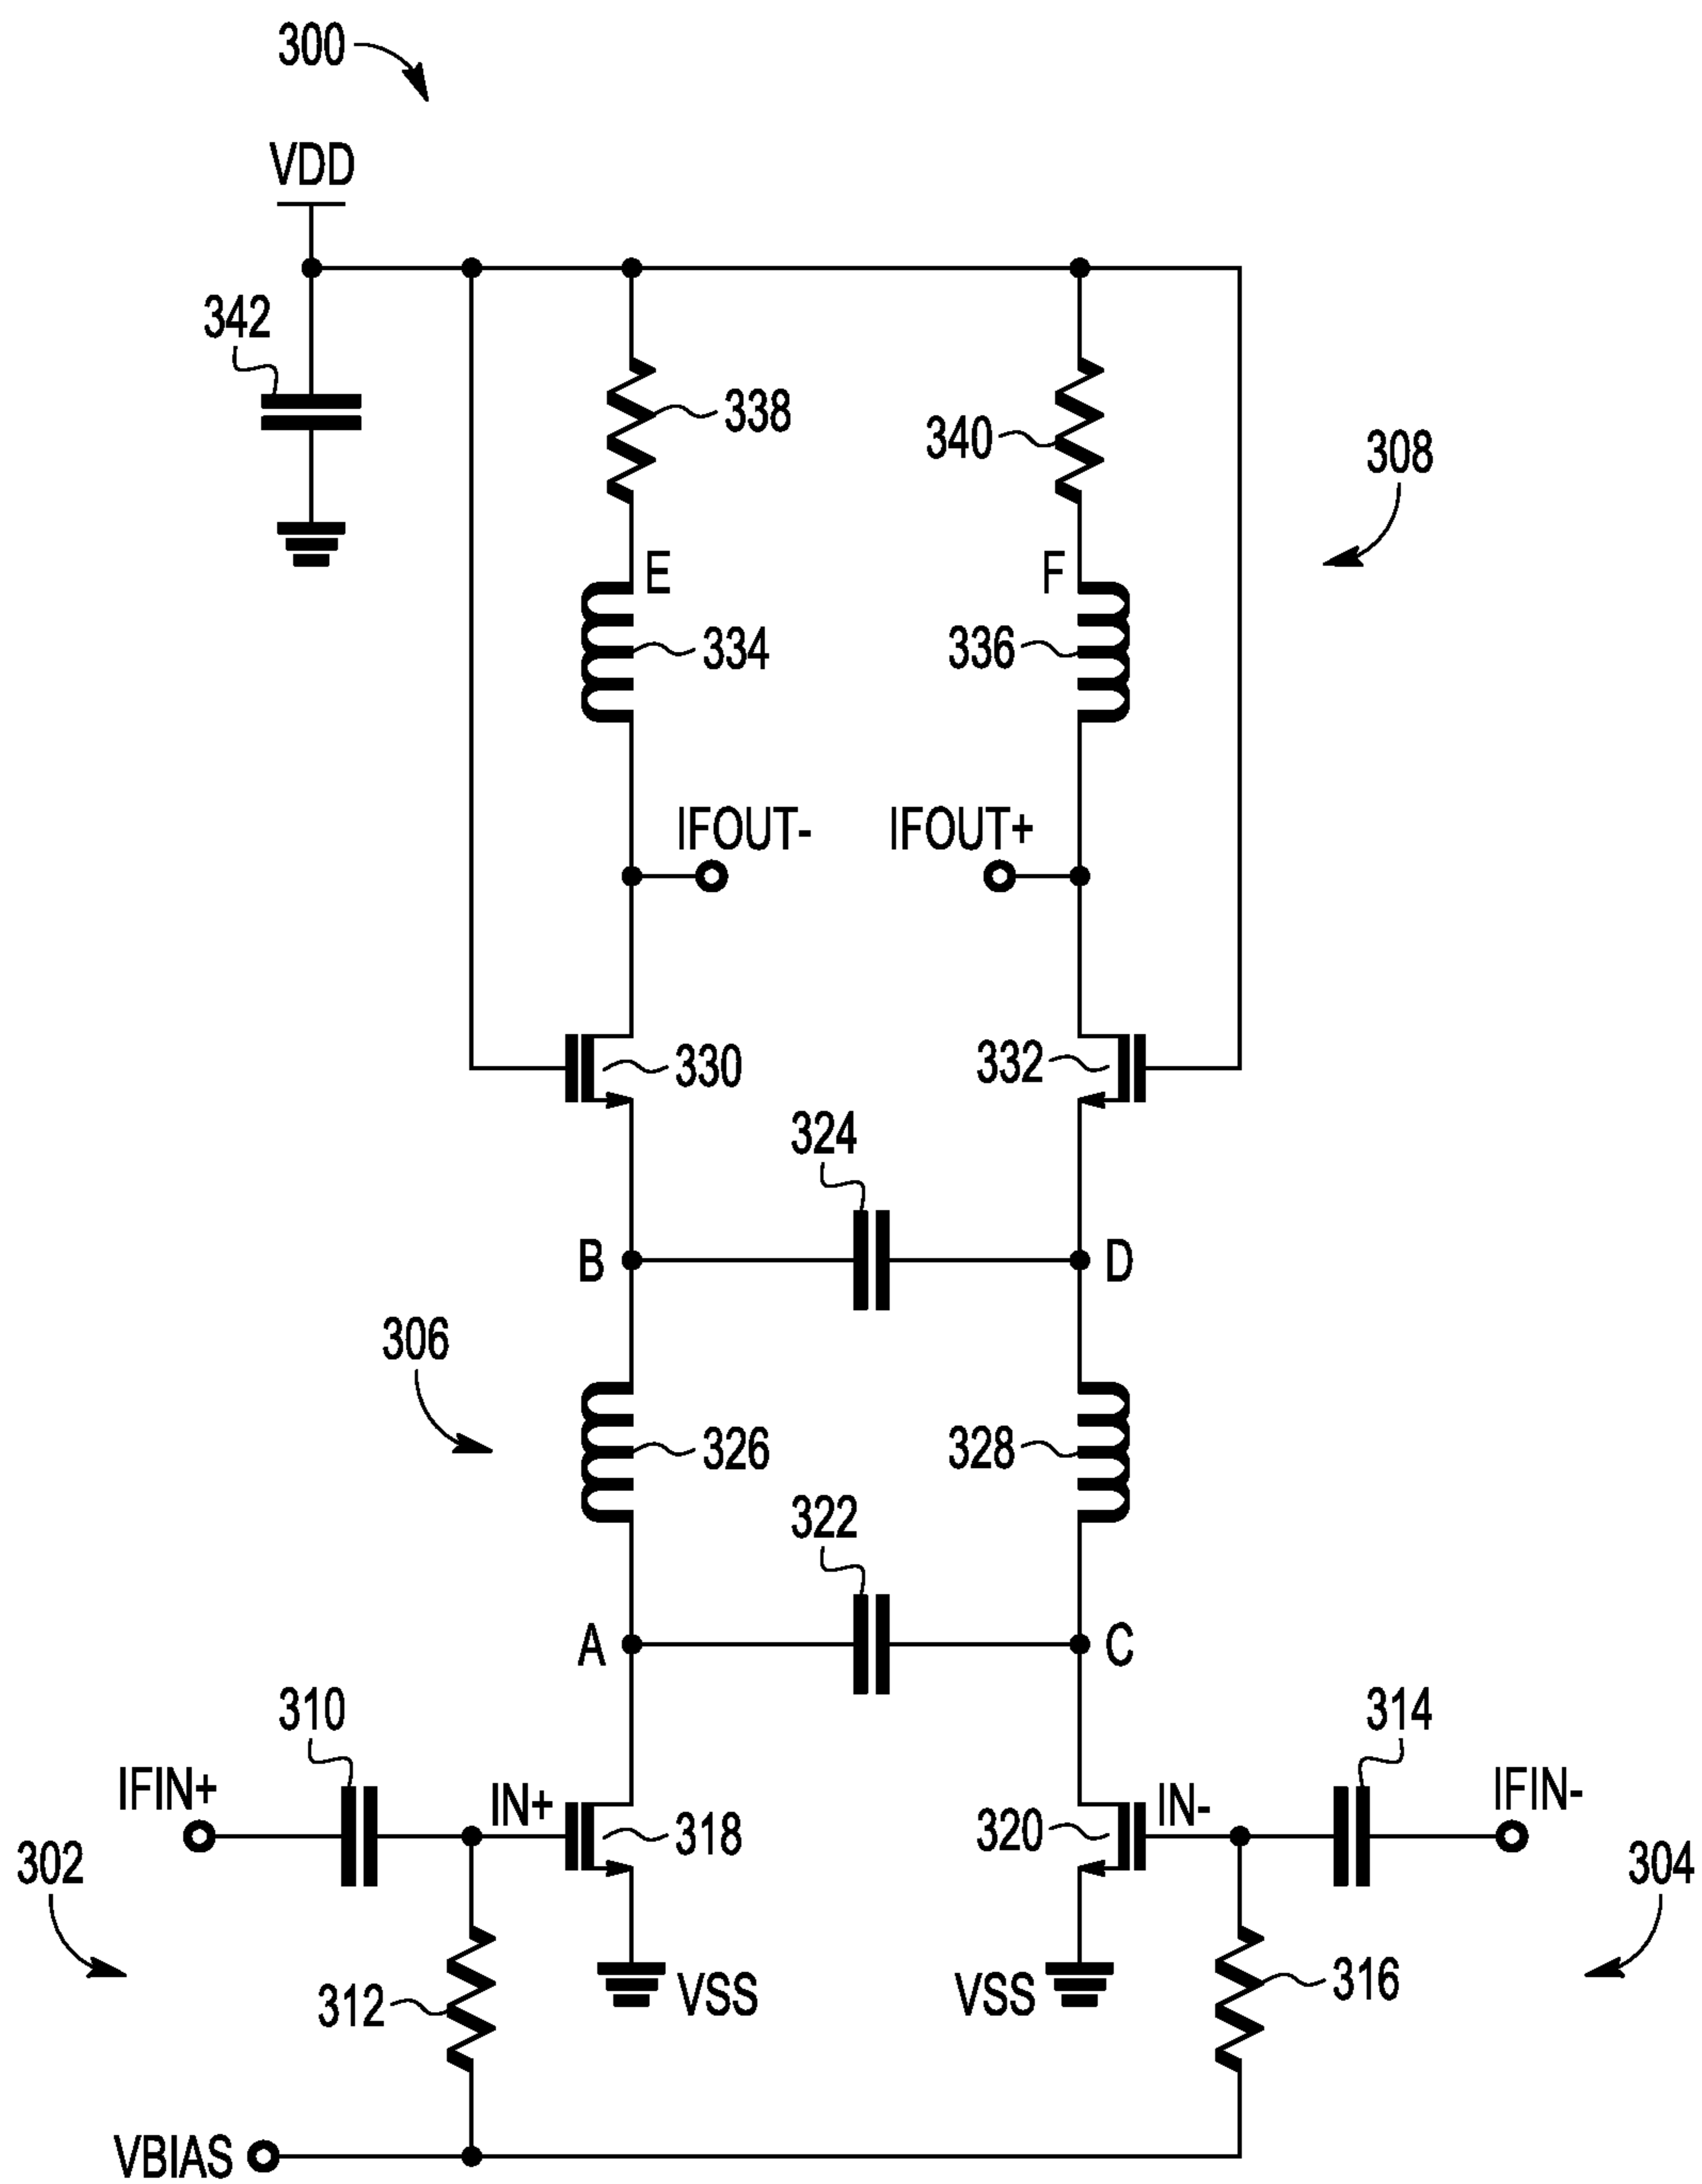 300
VDD
342
338
340
308
E
F
334
336
IFOUT-
IFOUT+
330
332
324
B
D
306
326
328
322
A
C
310
314
IFIN+
IN+
IN-
IFIN-
318
320
302
304
312
VSS
VSS
316
VBIAS